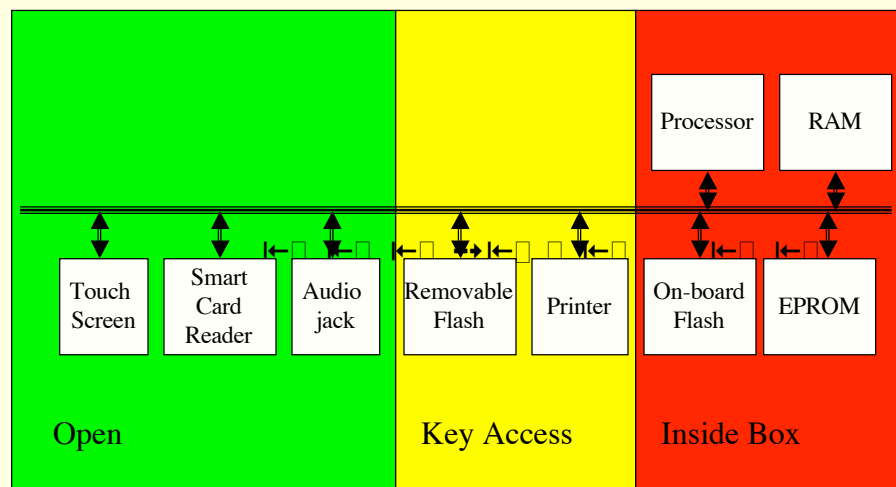 Processor
RAM
Touch
Screen
Smart
Card
Reader
Audio
jack
Removable
Flash
Printer
On-board
Flash
EPROM
Open
Key Access
Inside Box